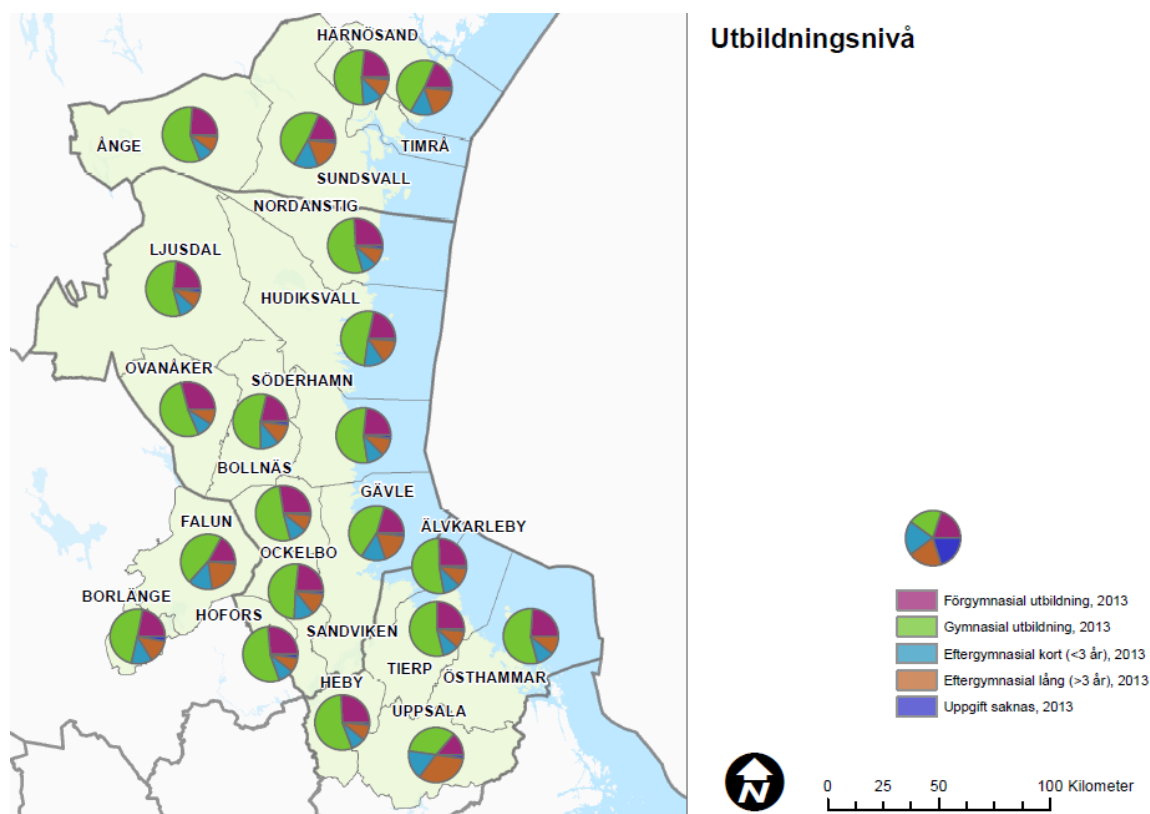 Utbildningsnivå
HÄRNÖSAND
ÅNGE
TIMRÅ
SUNDSVALL
NORDANSTIG
LJUSDAL
HUDIKSVALL
OVANÅKER
SÖDERHAMN
BOLLNÄS
GÄVLE
FALUN
ÄLVKARLEBY
OCKELBO
BORLÄNGE
HOFORS
SANDVIKEN
TIERP
ÖSTHAMMAR
HEBY
UPPSALA
Förgymnasial utbildning, 2013
Gymnasial utbildning, 2013
Eftergymnasial kort (<3 år), 2013
Eftergymnasial lång (>3 år), 2013
Uppgift saknas, 2013
N
0 50 100 Kilometer